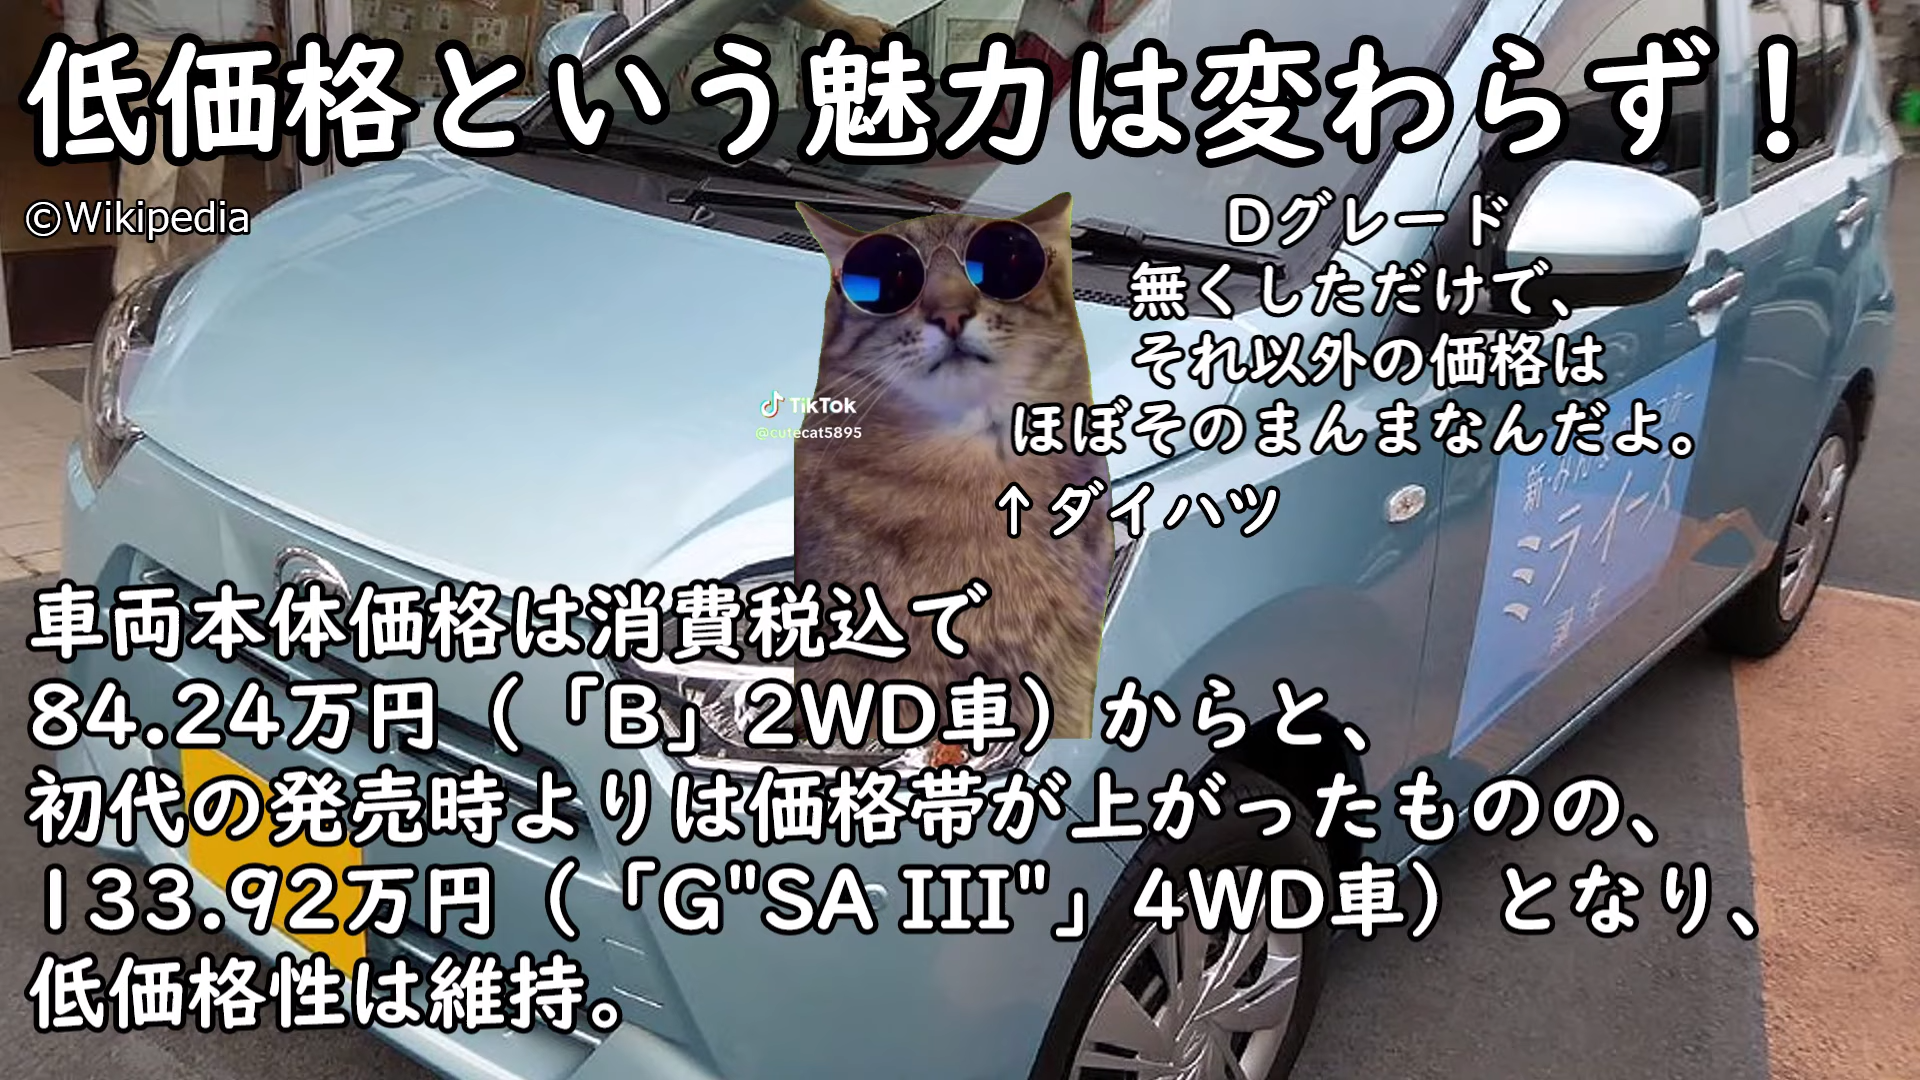 低価格という魅力は変わらず！
©Wikipedia
Dグレード
無くしただけで、
それ以外の価格は
ほぼそのまんまなんだよ。
↑ダイハツ
TikTok
@cutecat5895
ミライース
車両本体価格は消費税込で
84.24万円（「B」2WD車）からと、
初代の発売時よりは価格帯が上がったものの、
133.92万円（「G"SA III"」4WD車）となり、
低価格性は維持。